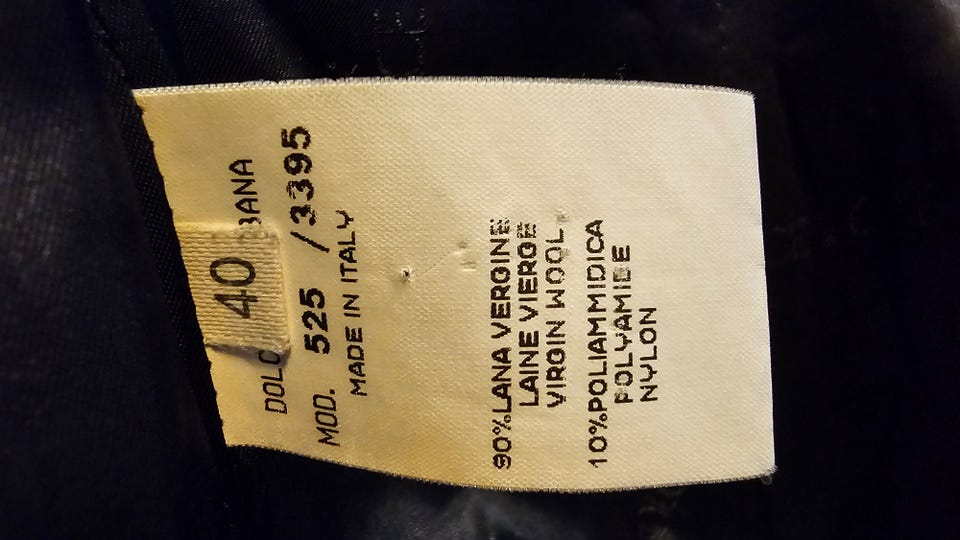 40
DOLC BANA
MOD. 525 /3395
MADE IN ITALY
90%LANA VERGINE
LAINE VIERGE
VIRGIN WOOL
10%POLIAMMIDICA
POLYAMIDE
NYLON